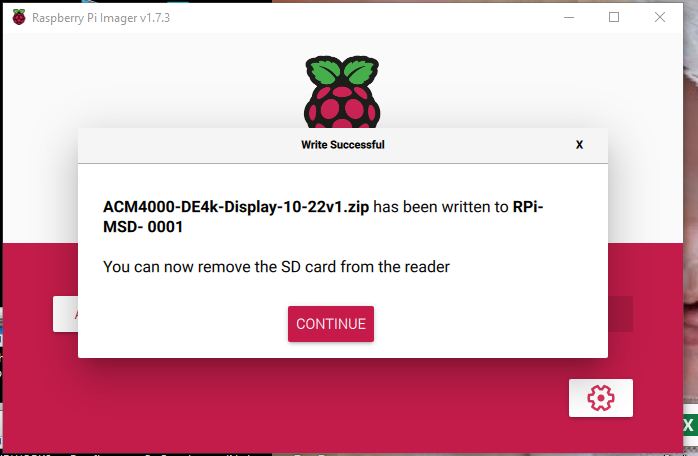 Raspberry Pi Imager v1.7.3
Write Successful
X
ACM4000-DE4k-Display-10-22v1.zip has been written to RPi-
MSD- 0001
You can now remove the SD card from the reader
CONTINUE
X